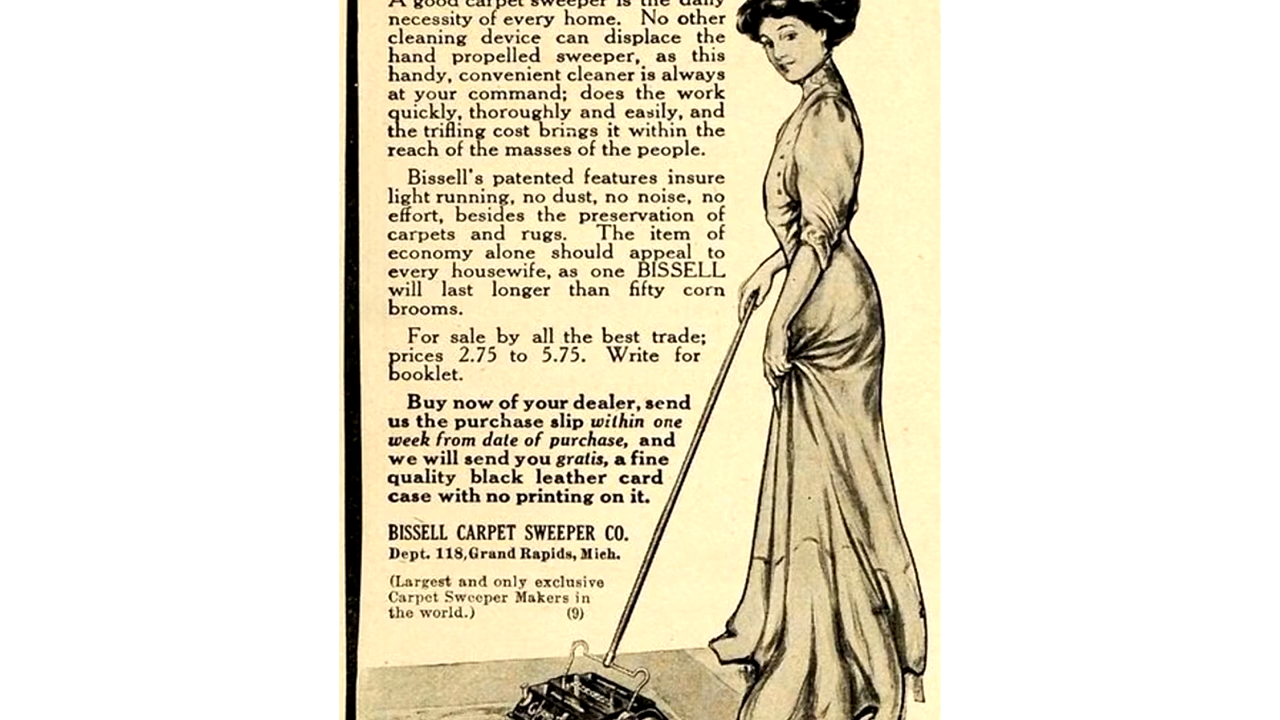 A good carpet sweeper is the daily
necessity of every home. No other
cleaning device can displace the
hand propelled sweeper, as this
handy, convenient cleaner is always
at your command; does the work
quickly, thoroughly and easily, and
the trifling cost brings it within the
reach of the masses of the people.
Bissell's patented features insure
light running, no dust, no noise, no
effort, besides the preservation of
carpets and rugs. The item of
economy alone should appeal to
every housewife, as one BISSELL
will last longer than fifty corn
brooms.
For sale by all the best trade;
prices 2.75 to 5.75. Write for
booklet.
Buy now of your dealer, send
us the purchase slip within one
week from date of purchase, and
we will send you gratis, a fine
quality black leather card
case with no printing on it.
BISSELL CARPET SWEEPER CO.
Dept. 118, Grand Rapids, Mich.
(Largest and only exclusive
Carpet Sweeper Makers in
the world.) (9)